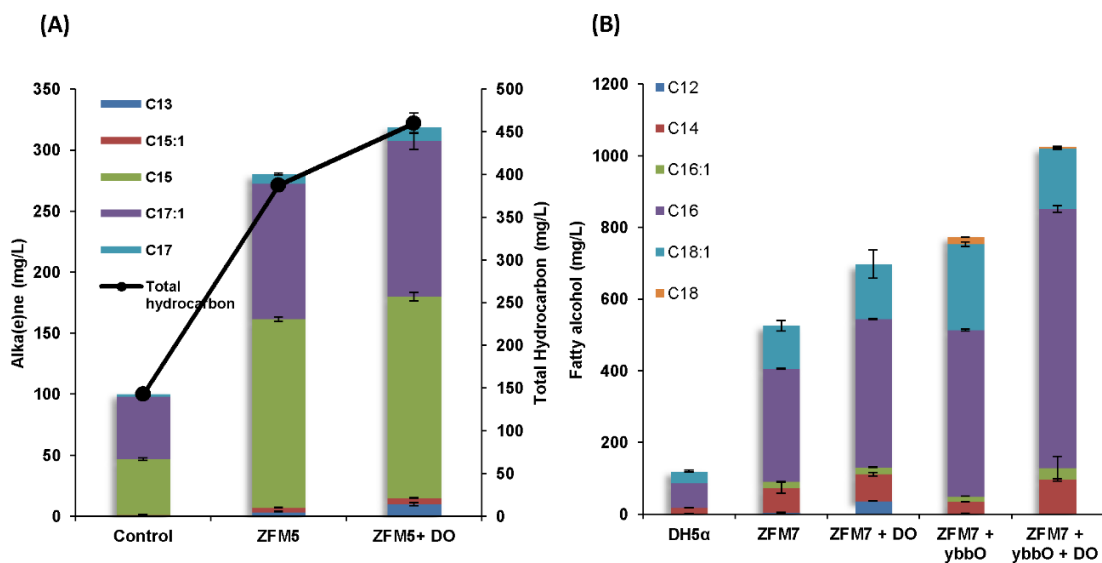 (A)
Alka(e)ne (mg/L)
350
300
250
200
150
100
50
0
C13
C15:1
C15
C17:1
C17
Total
hydrocarbon
500
450
400
350
300
250
200
150
100
50
0
Total Hydrocarbon (mg/L)
Control
ZFM5
ZFM5+ DO
(B)
Fatty alcohol (mg/L)
1200
1000
800
600
400
200
0
C12
C14
C16:1
C16
C18:1
C18
DH5α
ZFM7
ZFM7 + DO
ZFM7 +
ybbO
ZFM7 +
ybbO + DO